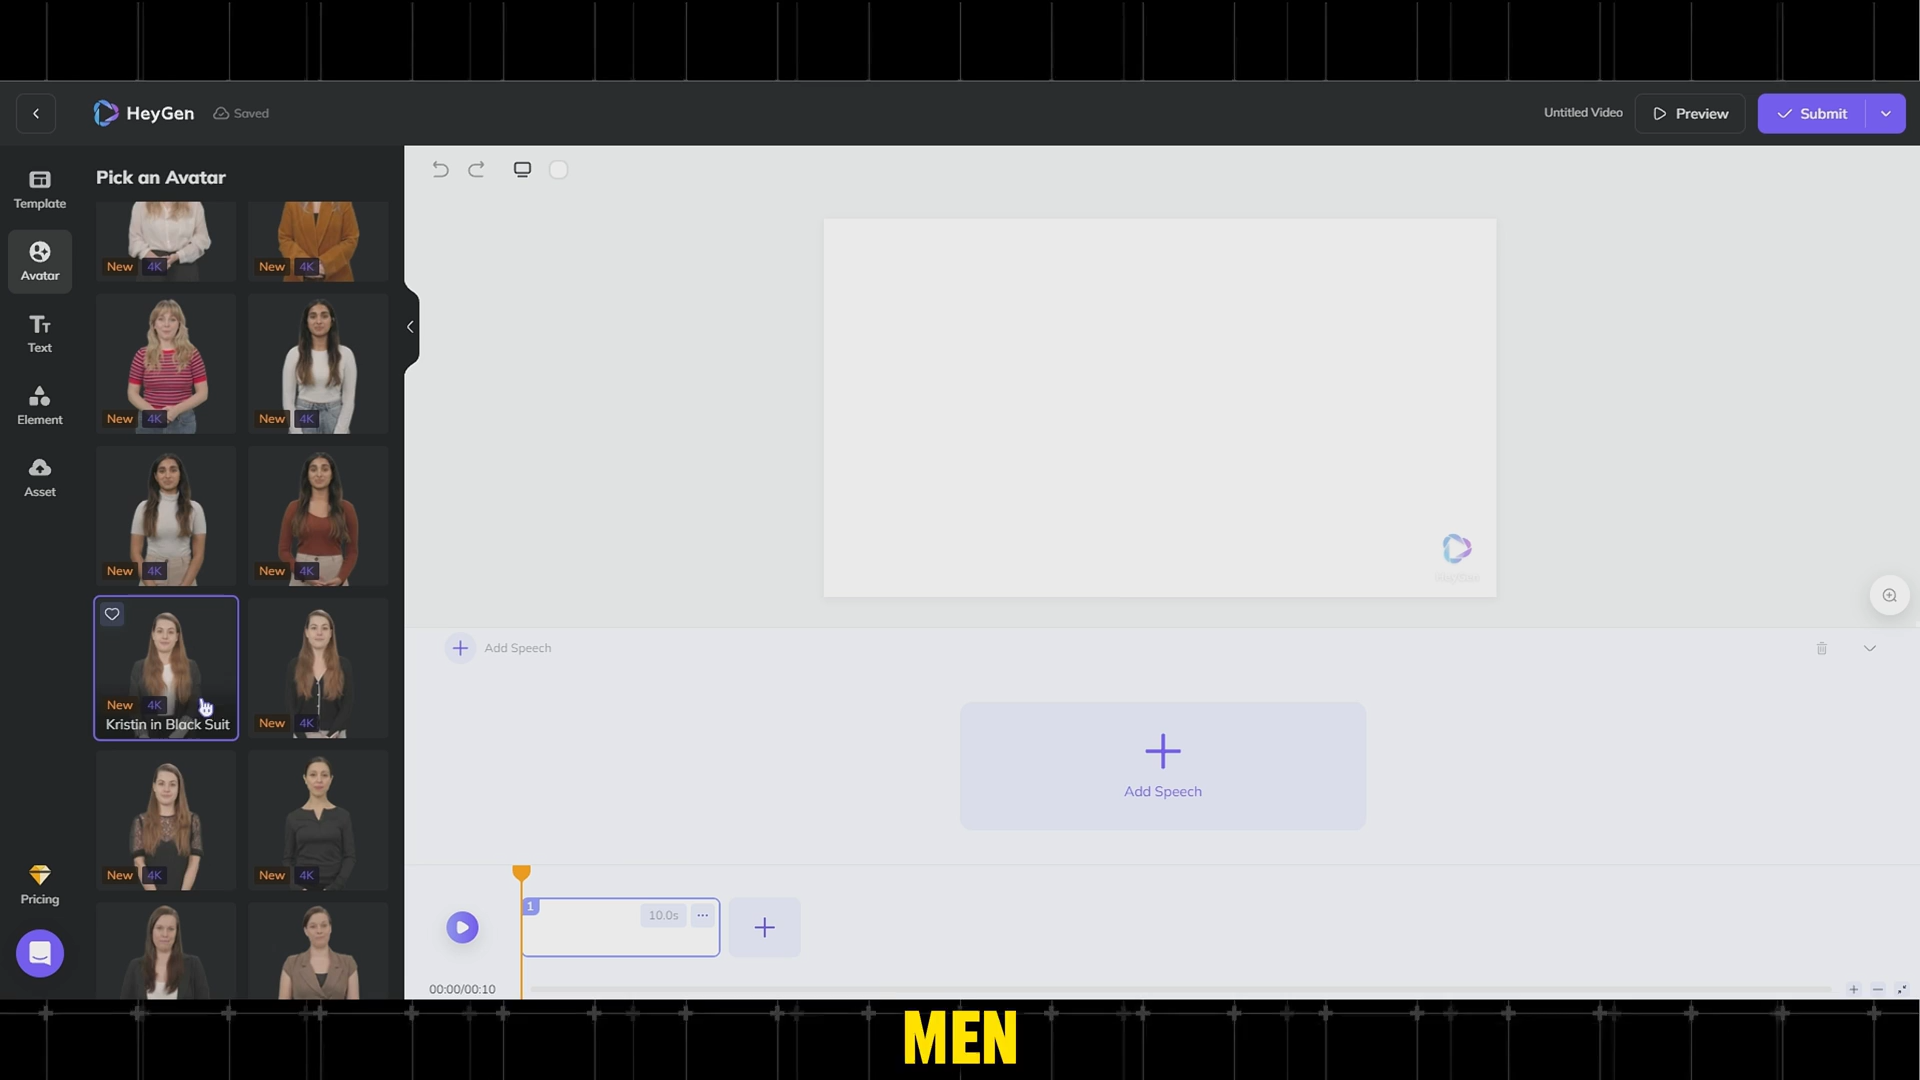 HeyGen
Saved
Untitled Video
Preview
Submit
Template
Avatar
Text
Element
Asset
Pricing
Pick an Avatar
New 4K
New 4K
New 4K
New 4K
New 4K
New 4K
New 4K
Kristin in Black Suit
New 4K
New 4K
New 4K
HeyGen
Add Speech
Add Speech
1
10.0s
00:00/00:10
MEN